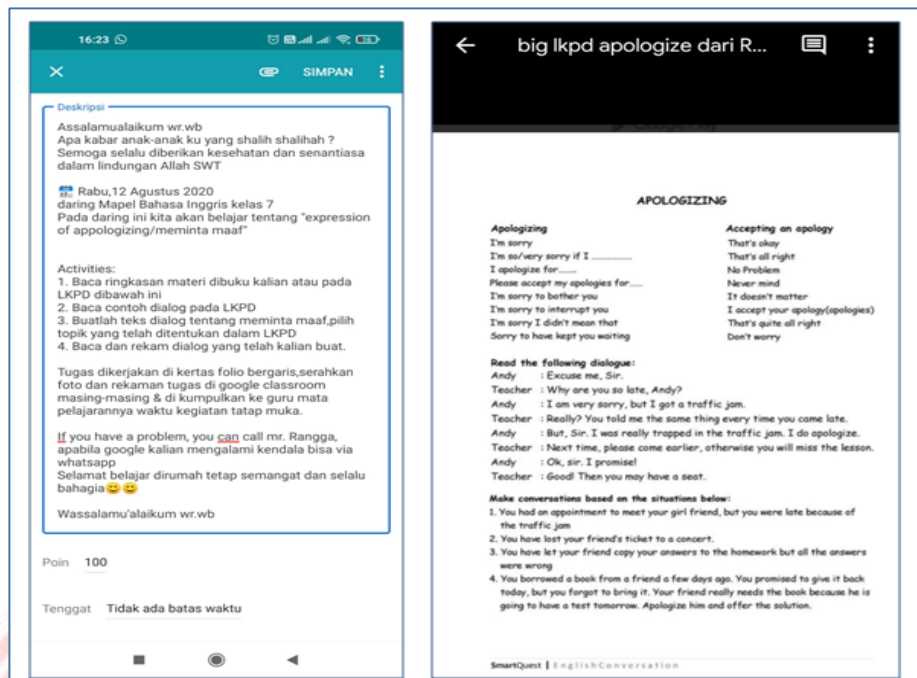 16:23
SIMPAN
Deskripsi
Assalamualaikum wr.wb
Apa kabar anak-anak ku yang shalih shalihah ?
Semoga selalu diberikan kesehatan dan senantiasa
dalam lindungan Allah SWT
Rabu,12 Agustus 2020
daring Mapel Bahasa Inggris kelas 7
Pada daring ini kita akan belajar tentang "expression
of appologizing/meminta maaf"
Activities:
1. Baca ringkasan materi dibuku kalian atau pada
LKPD dibawah ini
2. Baca contoh dialog pada LKPD
3. Buatlah teks dialog tentang meminta maaf,pilih
topik yang telah ditentukan dalam LKPD
4. Baca dan rekam dialog yang telah kalian buat.
Tugas dikerjakan di kertas folio bergaris,serahkan
foto dan rekaman tugas di google classroom
masing-masing & di kumpulkan ke guru mata
pelajarannya waktu kegiatan tatap muka.
If you have a problem, you can call mr. Rangga,
apabila google kalian mengalami kendala bisa via
whatsapp
Selamat belajar dirumah tetap semangat dan selalu
bahagia😊😊
Wassalamu'alaikum wr.wb
Poin 100
Tenggat Tidak ada batas waktu
big lkpd apologize dari R...
APOLOGIZING
Apologizing Accepting an apology
I'm sorry That's okay
I'm so/very sorry if I ............. That's all right
I apologize for....... No Problem
Please accept my apologies for..... Never mind
I'm sorry to bother you It doesn't matter
I'm sorry to interrupt you I accept your apology(apologies)
I'm sorry I didn't mean that That's quite all right
Sorry to have kept you waiting Don't worry
Read the following dialogue:
Andy : Excuse me, Sir.
Teacher : Why are you so late, Andy?
Andy : I am very sorry, but I got a traffic jam.
Teacher : Really? You told me the same thing every time you came late.
Andy : But, Sir. I was really trapped in the traffic jam. I do apologize.
Teacher : Next time, please come earlier, otherwise you will miss the lesson.
Andy : Ok, sir. I promise!
Teacher : Good! Then you may have a seat.
Make conversations based on the situations below:
1. You had an appointment to meet your girl friend, but you were late because of
the traffic jam
2. You have lost your friend's ticket to a concert.
3. You have let your friend copy your answers to the homework but all the answers
were wrong
4. You borrowed a book from a friend a few days ago. You promised to give it back
today, but you forgot to bring it. Your friend really needs the book because he is
going to have a test tomorrow. Apologize him and offer the solution.
SmartQuest | EnglishConversation